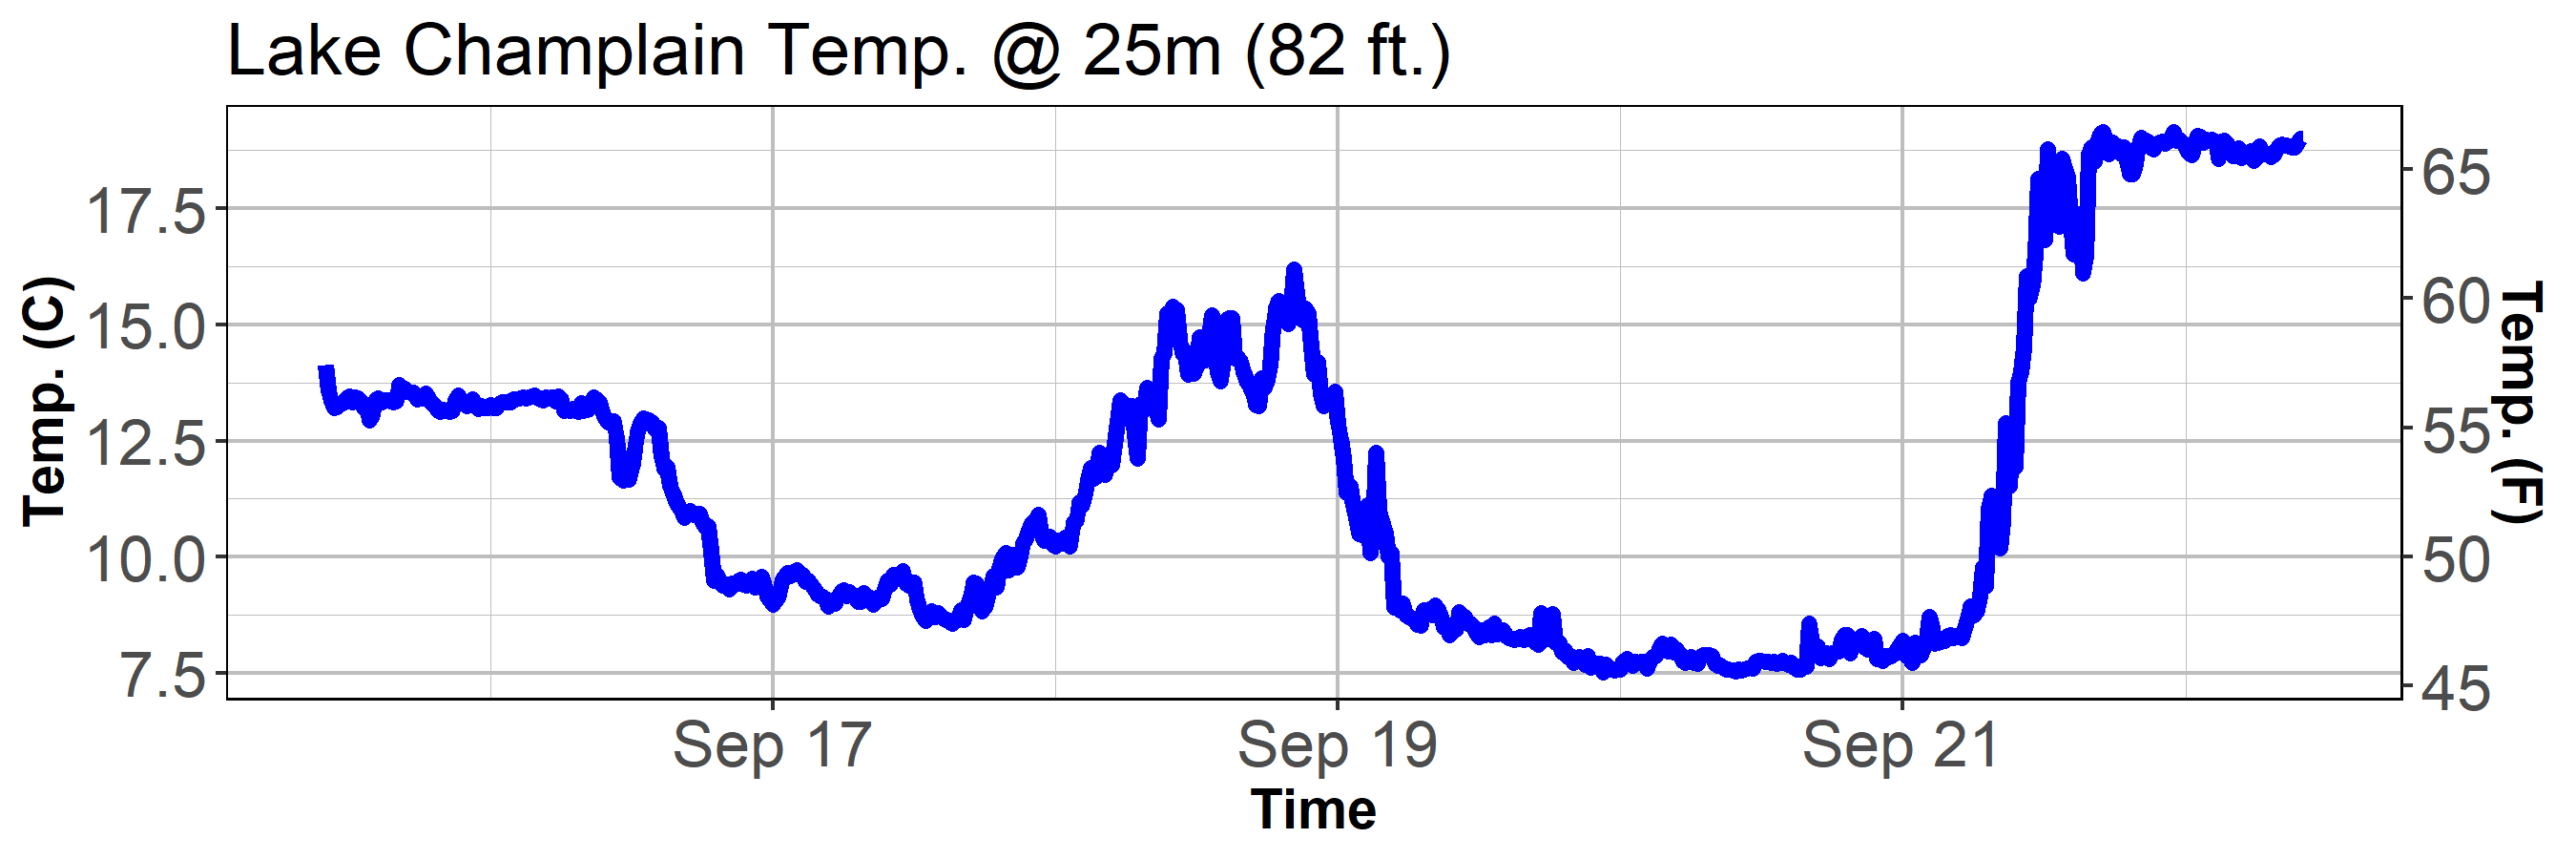 Lake Champlain Temp. @ 25m (82 ft.)
Temp. (C)
17.5
15.0
12.5
10.0
7.5
65
60
55
50
45
Temp. (F)
Sep 17
Sep 19
Sep 21
Time